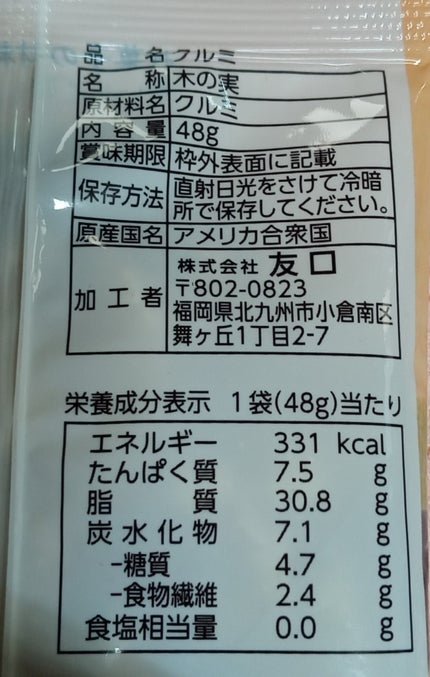 品名 クルミ
名称 木の実
原材料名 クルミ
内容量 48g
賞味期限 枠外表面に記載
保存方法 直射日光をさけて冷暗
所で保存してください。
原産国名 アメリカ合衆国
加工者 株式会社 友口
〒802-0823
福岡県北九州市小倉南区
舞ヶ丘1丁目2-7
栄養成分表示 1袋(48g)当たり
エネルギー 331 kcal
たんぱく質 7.5 g
脂質 30.8 g
炭水化物 7.1 g
-糖質 4.7 g
-食物繊維 2.4 g
食塩相当量 0.0 g